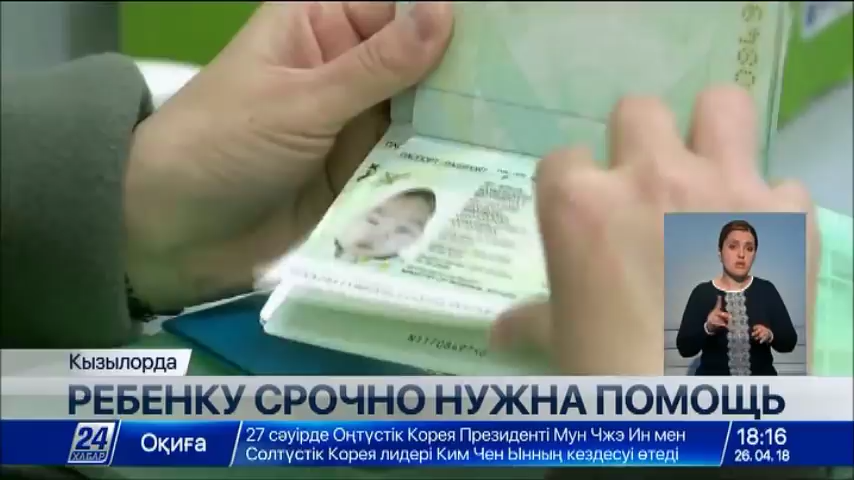 ПАСПОРТ
Кызылорда
РЕБЕНКУ СРОЧНО НУЖНА ПОМОЩЬ
24
ХАБАР
Оқиға
27 сәуірде Оңтүстік Корея Президенті Мун Чжэ Ин мен
Солтүстік Корея лидері Ким Чен Ынның кездесуі өтеді
18:16
26.04.18